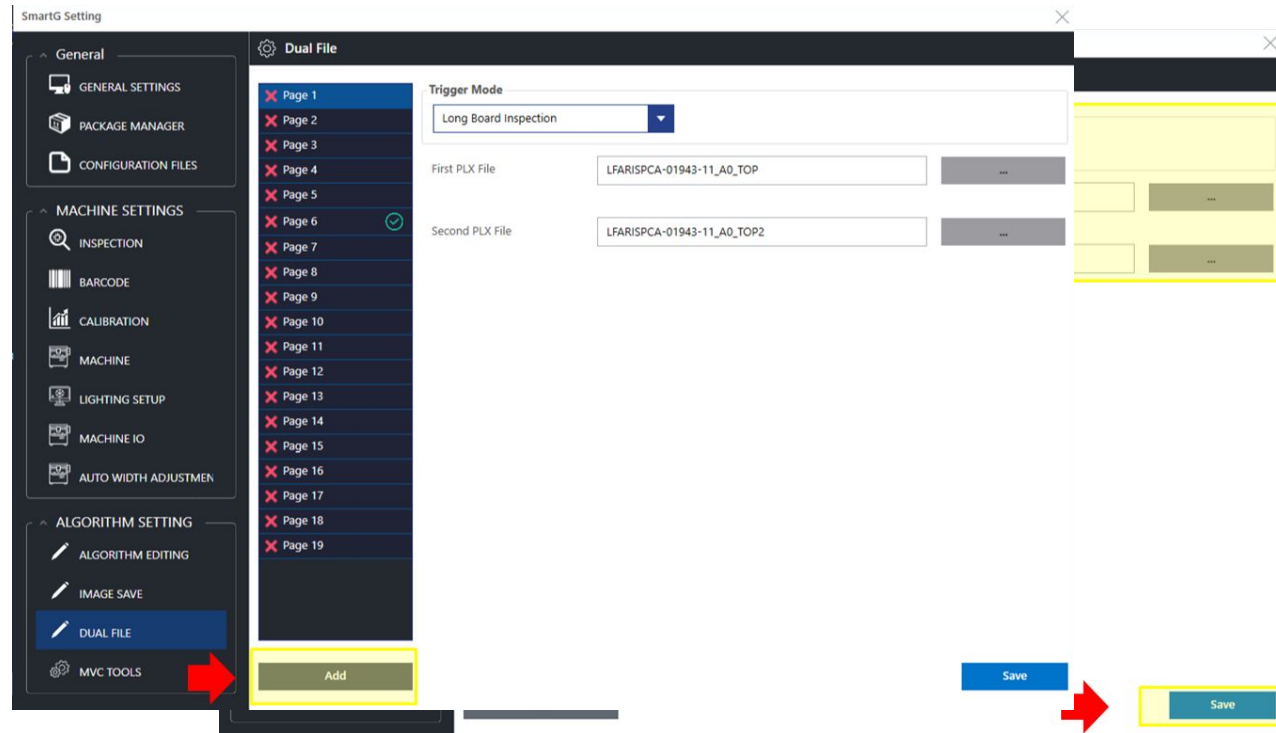 SmartG Setting
General
GENERAL SETTINGS
PACKAGE MANAGER
CONFIGURATION FILES
MACHINE SETTINGS
INSPECTION
BARCODE
CALIBRATION
MACHINE
LIGHTING SETUP
MACHINE IO
AUTO WIDTH ADJUSTMEN
ALGORITHM SETTING
ALGORITHM EDITING
IMAGE SAVE
DUAL FILE
MVC TOOLS
Dual File
Page 1
Page 2
Page 3
Page 4
Page 5
Page 6
Page 7
Page 8
Page 9
Page 10
Page 11
Page 12
Page 13
Page 14
Page 15
Page 16
Page 17
Page 18
Page 19
Add
Trigger Mode
Long Board Inspection
First PLX File LFARISPCA-01943-11_A0_TOP ...
Second PLX File LFARISPCA-01943-11_A0_TOP2 ...
Save
...
...
Save